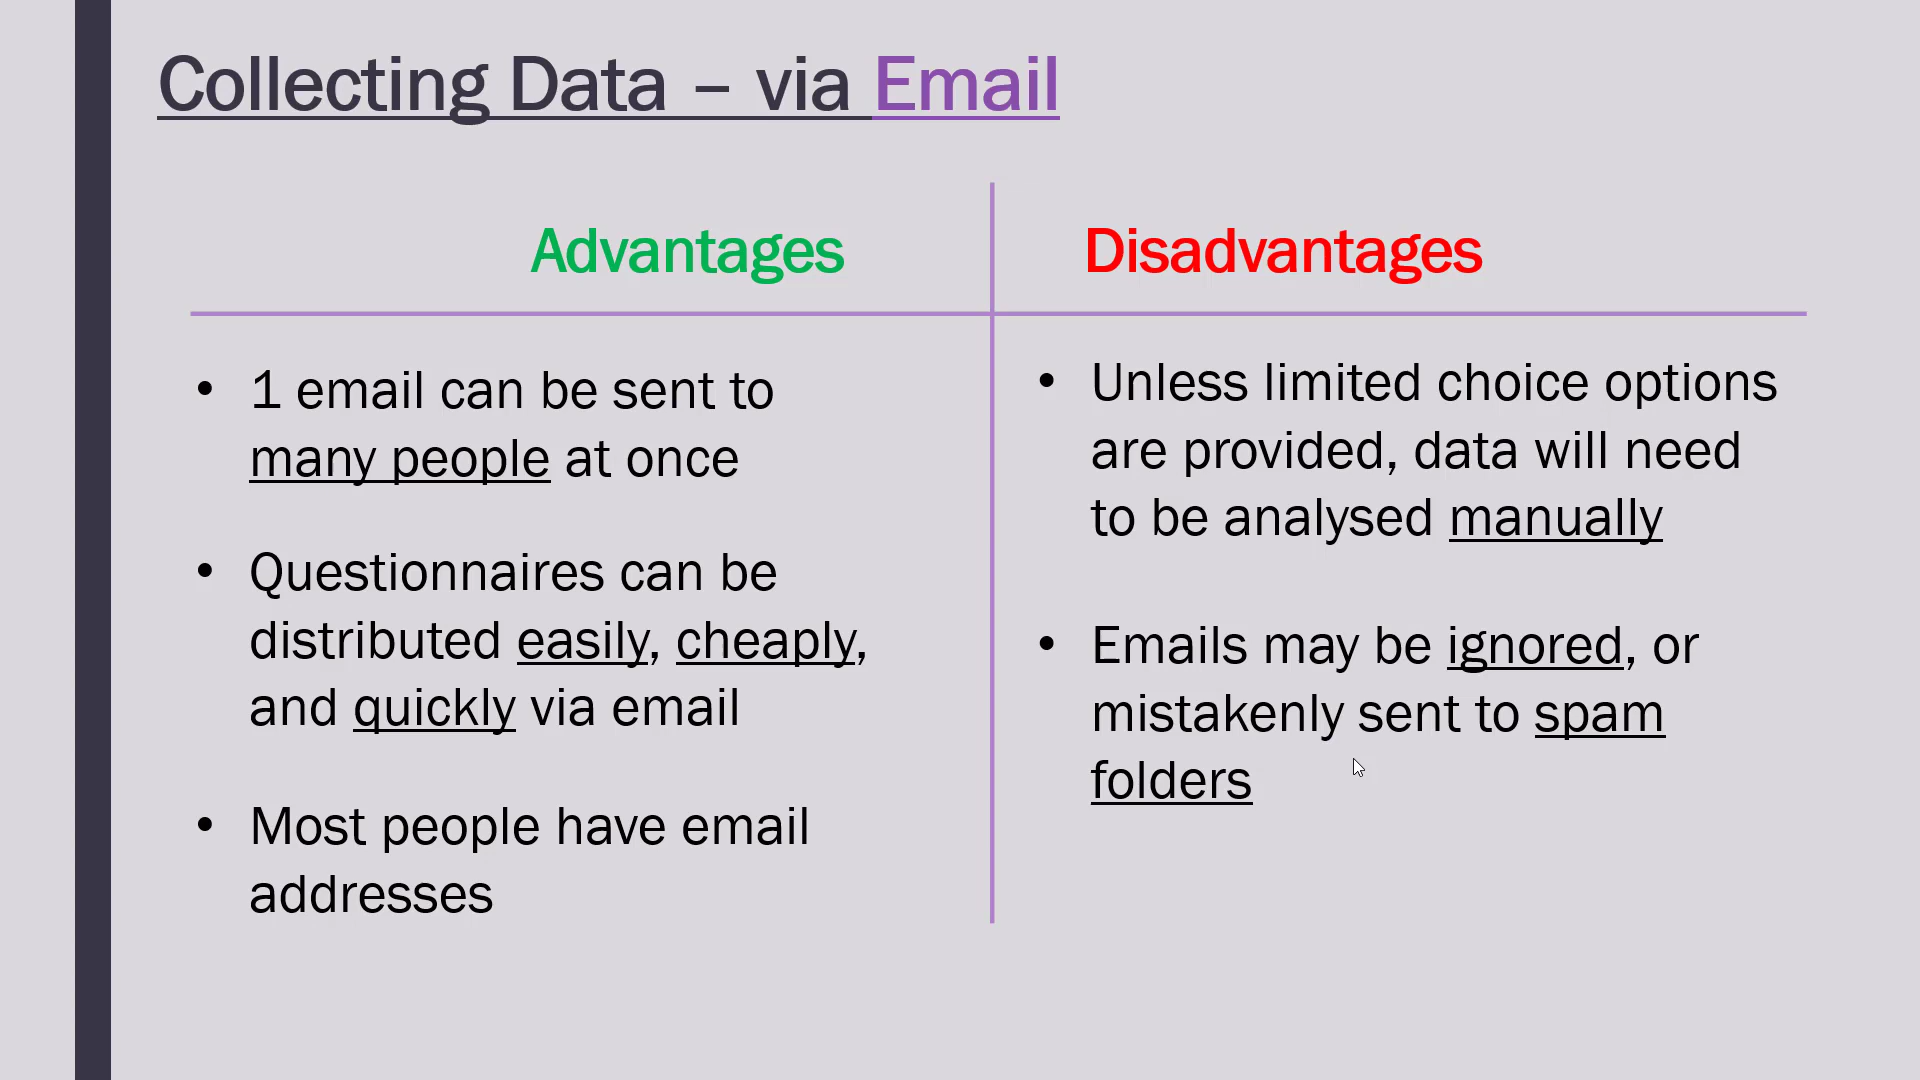 Collecting Data – via Email
Advantages
• 1 email can be sent to
many people at once
• Questionnaires can be
distributed easily, cheaply,
and quickly via email
• Most people have email
addresses
Disadvantages
• Unless limited choice options
are provided, data will need
to be analysed manually
• Emails may be ignored, or
mistakenly sent to spam
folders